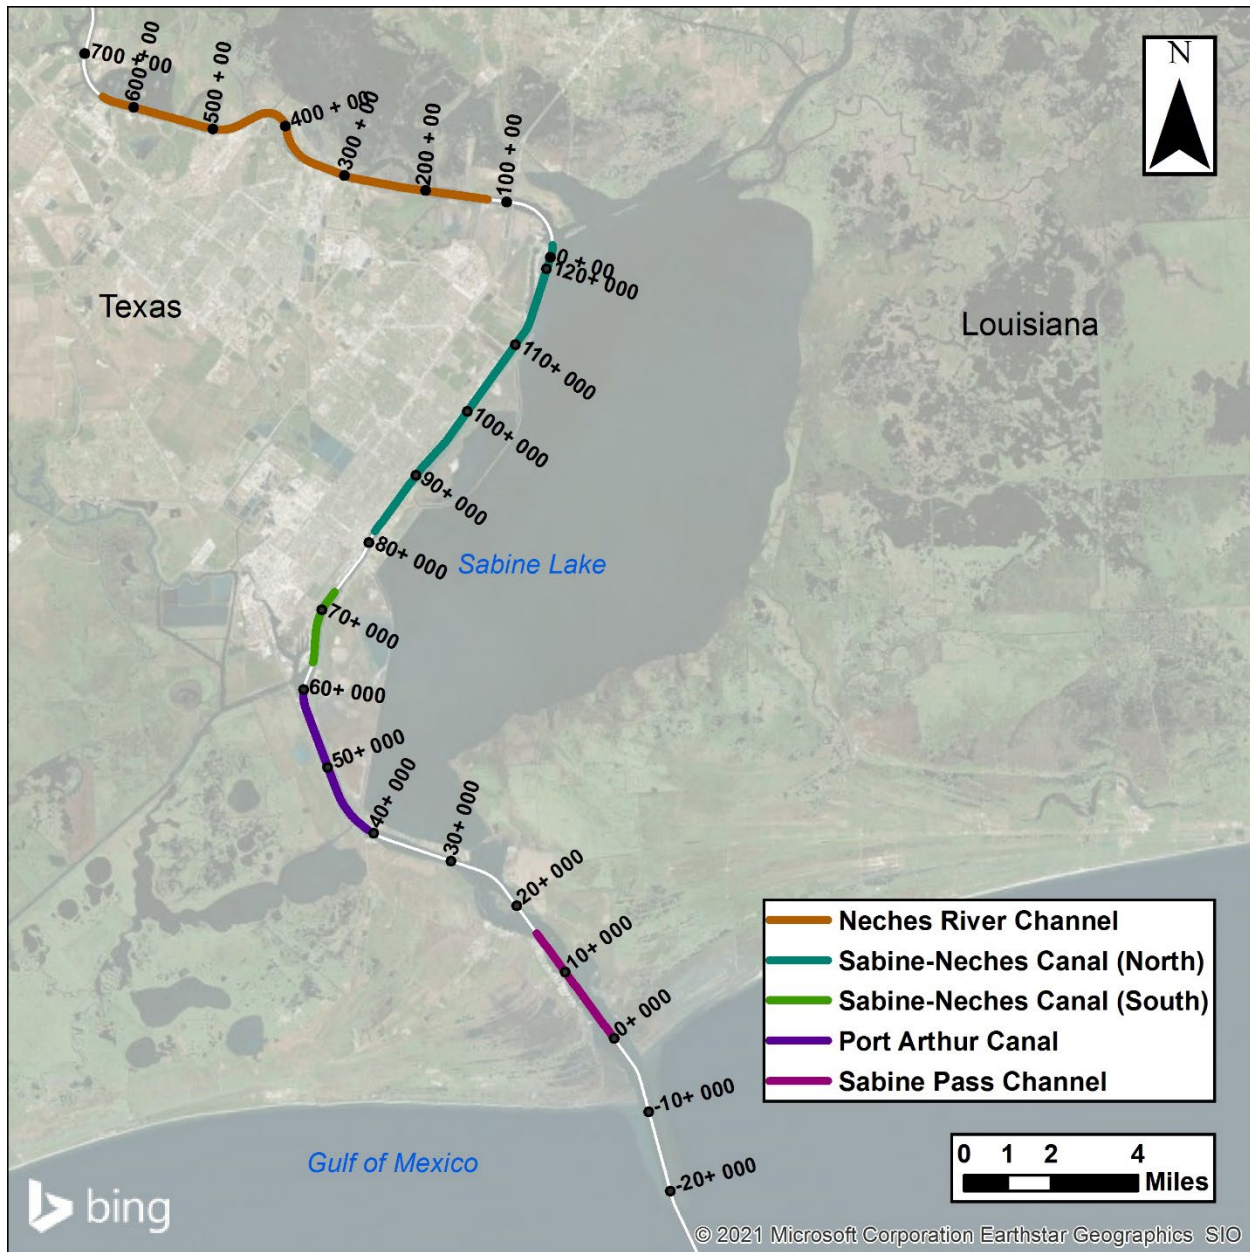 700 + 00
600 + 00
500 + 00
400 + 00
300 + 00
200 + 00
100 + 00
N
0 + 00
120+ 000
Texas
Louisiana
110+ 000
100+ 000
90+ 000
80+ 000
Sabine Lake
70+ 000
60+ 000
50+ 000
40+ 000
30+ 000
20+ 000
10+ 000
0+ 000
-10+ 000
-20+ 000
Neches River Channel
Sabine-Neches Canal (North)
Sabine-Neches Canal (South)
Port Arthur Canal
Sabine Pass Channel
Gulf of Mexico
0 1 2 4
Miles
bing
© 2021 Microsoft Corporation Earthstar Geographics SIO